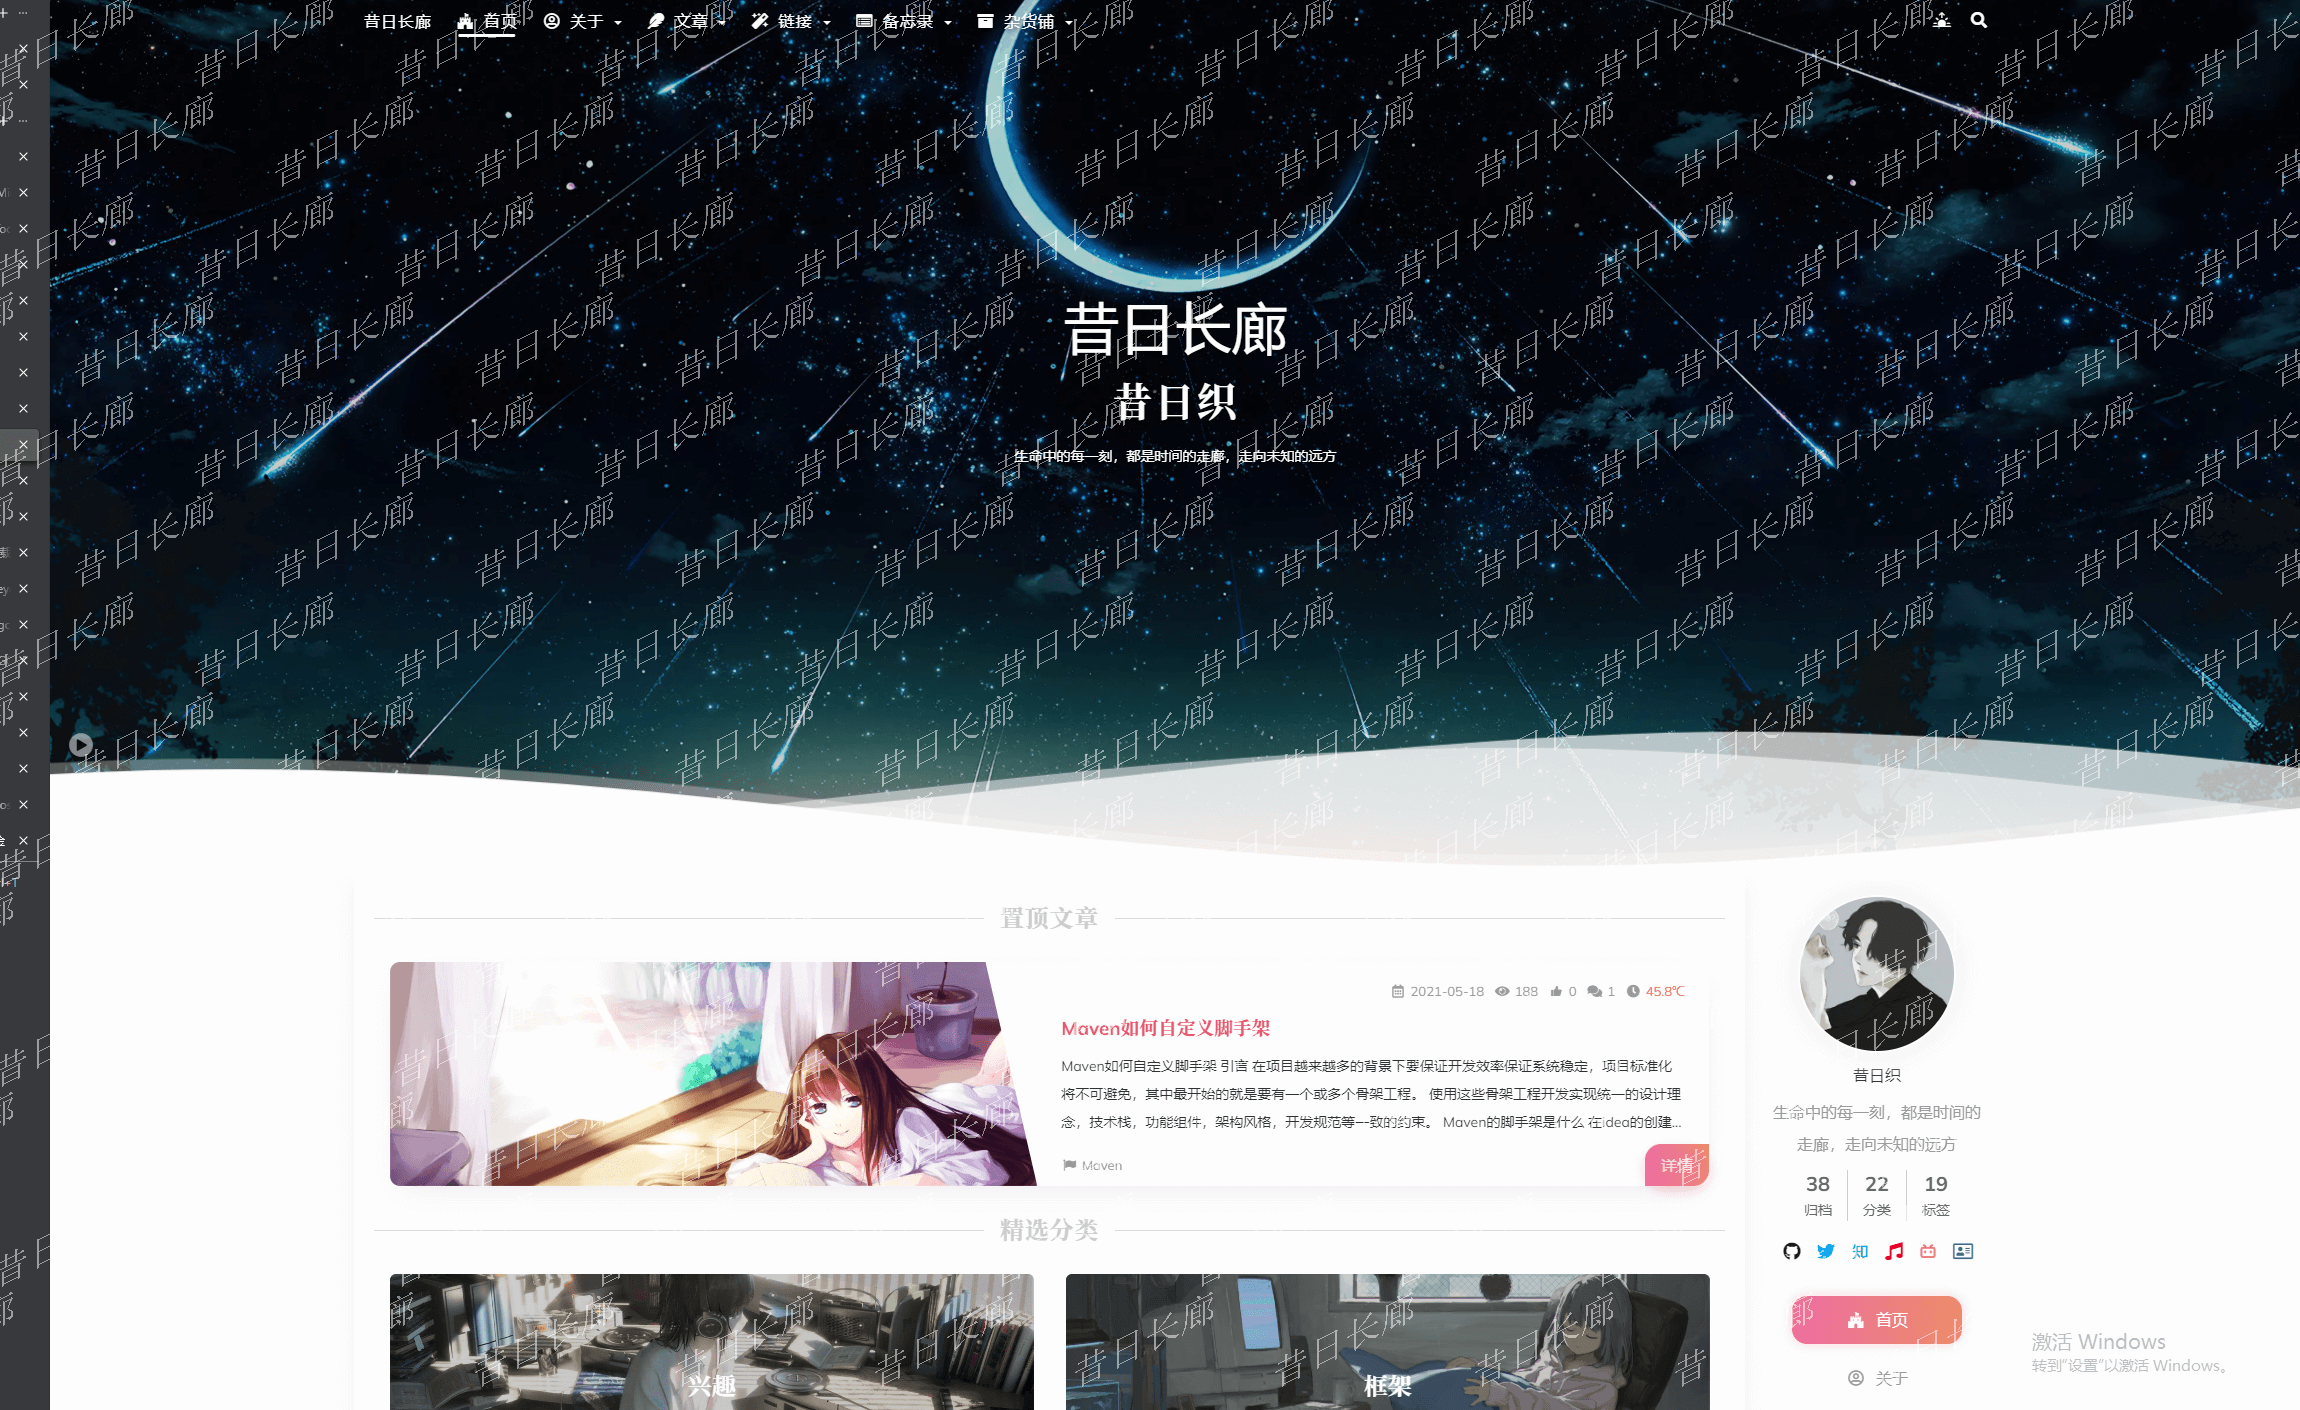 昔日长廊 首页 关于 文章 链接 备忘录 杂货铺
昔日长廊
昔日织
生命中的每一刻，都是时间的走廊，走向未知的远方
置顶文章
2021-05-18 188 0 1 45.8℃
Maven如何自定义脚手架
Maven如何自定义脚手架 引言 在项目越来越多的背景下要保证开发效率保证系统稳定，项目标准化
将不可避免，其中最开始的就是要有一个或多个骨架工程。 使用这些骨架工程开发实现统一的设计理
念，技术栈，功能组件，架构风格，开发规范等一致的约束。 Maven的脚手架是什么 在idea的创建...
Maven
详情
精选分类
兴趣
框架
昔日织
生命中的每一刻，都是时间的
走廊，走向未知的远方
38 22 19
归档 分类 标签
知
首页
关于
激活 Windows
转到“设置”以激活 Windows。
昔日长廊